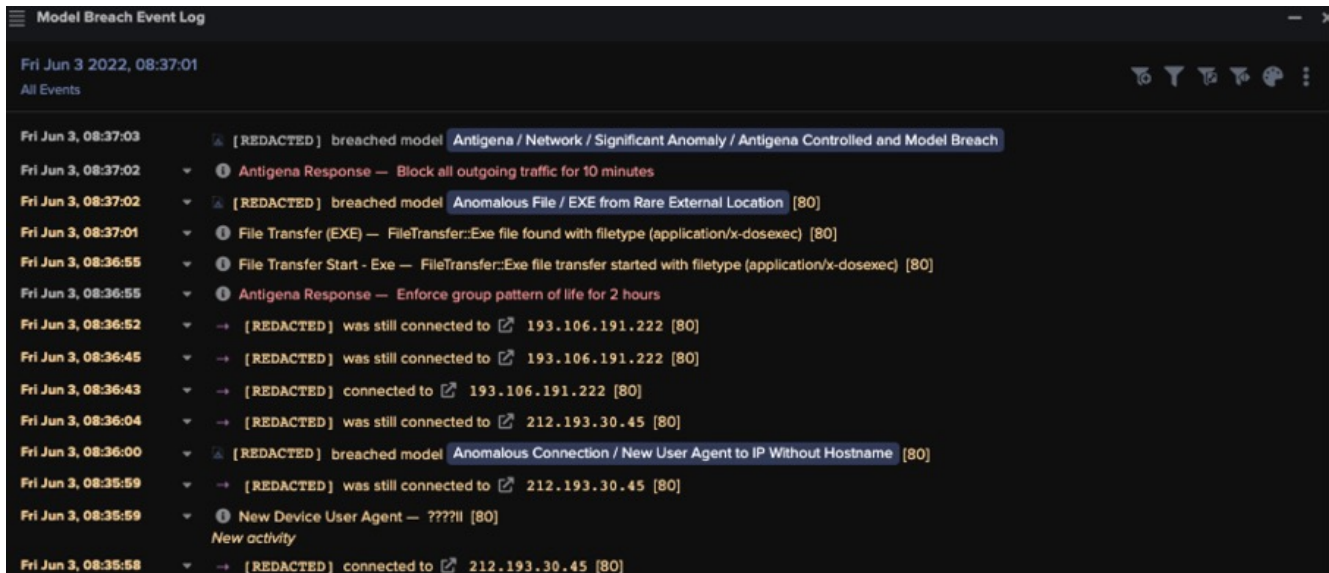 Model Breach Event Log
Fri Jun 3 2022, 08:37:01
All Events
Fri Jun 3, 08:37:03 [REDACTED] breached model Antigena / Network / Significant Anomaly / Antigena Controlled and Model Breach
Fri Jun 3, 08:37:02 Antigena Response — Block all outgoing traffic for 10 minutes
Fri Jun 3, 08:37:02 [REDACTED] breached model Anomalous File / EXE from Rare External Location [80]
Fri Jun 3, 08:37:01 File Transfer (EXE) — FileTransfer::Exe file found with filetype (application/x-dosexec) [80]
Fri Jun 3, 08:36:55 File Transfer Start - Exe — FileTransfer::Exe file transfer started with filetype (application/x-dosexec) [80]
Fri Jun 3, 08:36:55 Antigena Response — Enforce group pattern of life for 2 hours
Fri Jun 3, 08:36:52 → [REDACTED] was still connected to 193.106.191.222 [80]
Fri Jun 3, 08:36:45 → [REDACTED] was still connected to 193.106.191.222 [80]
Fri Jun 3, 08:36:43 → [REDACTED] connected to 193.106.191.222 [80]
Fri Jun 3, 08:36:04 → [REDACTED] was still connected to 212.193.30.45 [80]
Fri Jun 3, 08:36:00 [REDACTED] breached model Anomalous Connection / New User Agent to IP Without Hostname [80]
Fri Jun 3, 08:35:59 → [REDACTED] was still connected to 212.193.30.45 [80]
Fri Jun 3, 08:35:59 New Device User Agent — ????ll [80]
New activity
Fri Jun 3, 08:35:58 → [REDACTED] connected to 212.193.30.45 [80]